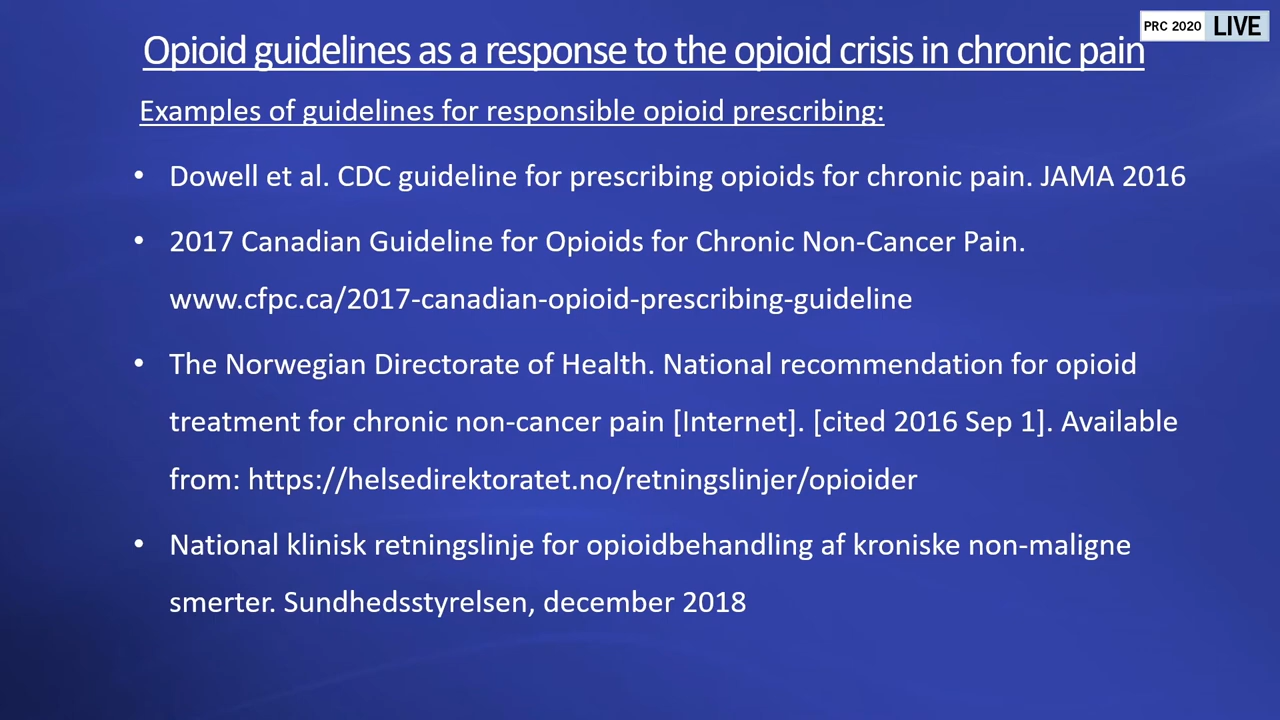 PRC 2020 LIVE
Opioid guidelines as a response to the opioid crisis in chronic pain
Examples of guidelines for responsible opioid prescribing:
• Dowell et al. CDC guideline for prescribing opioids for chronic pain. JAMA 2016
• 2017 Canadian Guideline for Opioids for Chronic Non-Cancer Pain.
www.cfpc.ca/2017-canadian-opioid-prescribing-guideline
• The Norwegian Directorate of Health. National recommendation for opioid
treatment for chronic non-cancer pain [Internet]. [cited 2016 Sep 1]. Available
from: https://helsedirektoratet.no/retningslinjer/opioider
• National klinisk retningslinje for opioidbehandling af kroniske non-maligne
smerter. Sundhedsstyrelsen, december 2018